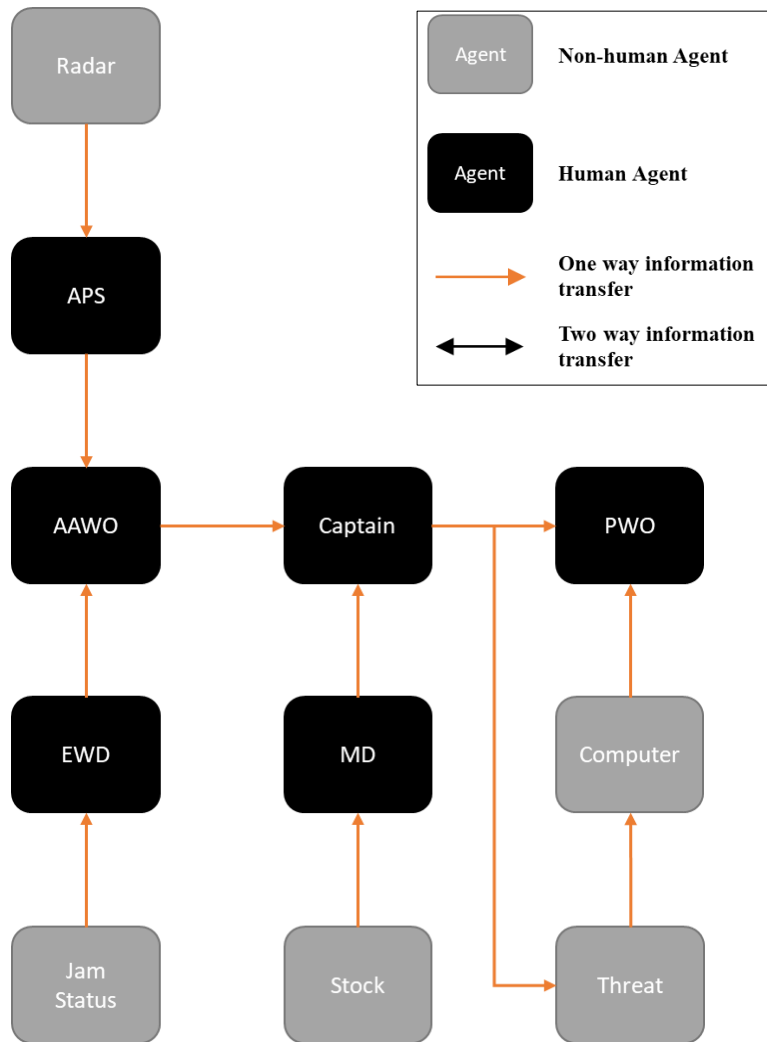 Radar
Agent
Non-human Agent
Agent
Human Agent
One way information
transfer
Two way information
transfer
APS
AAWO
Captain
PWO
EWD
MD
Computer
Jam
Status
Stock
Threat